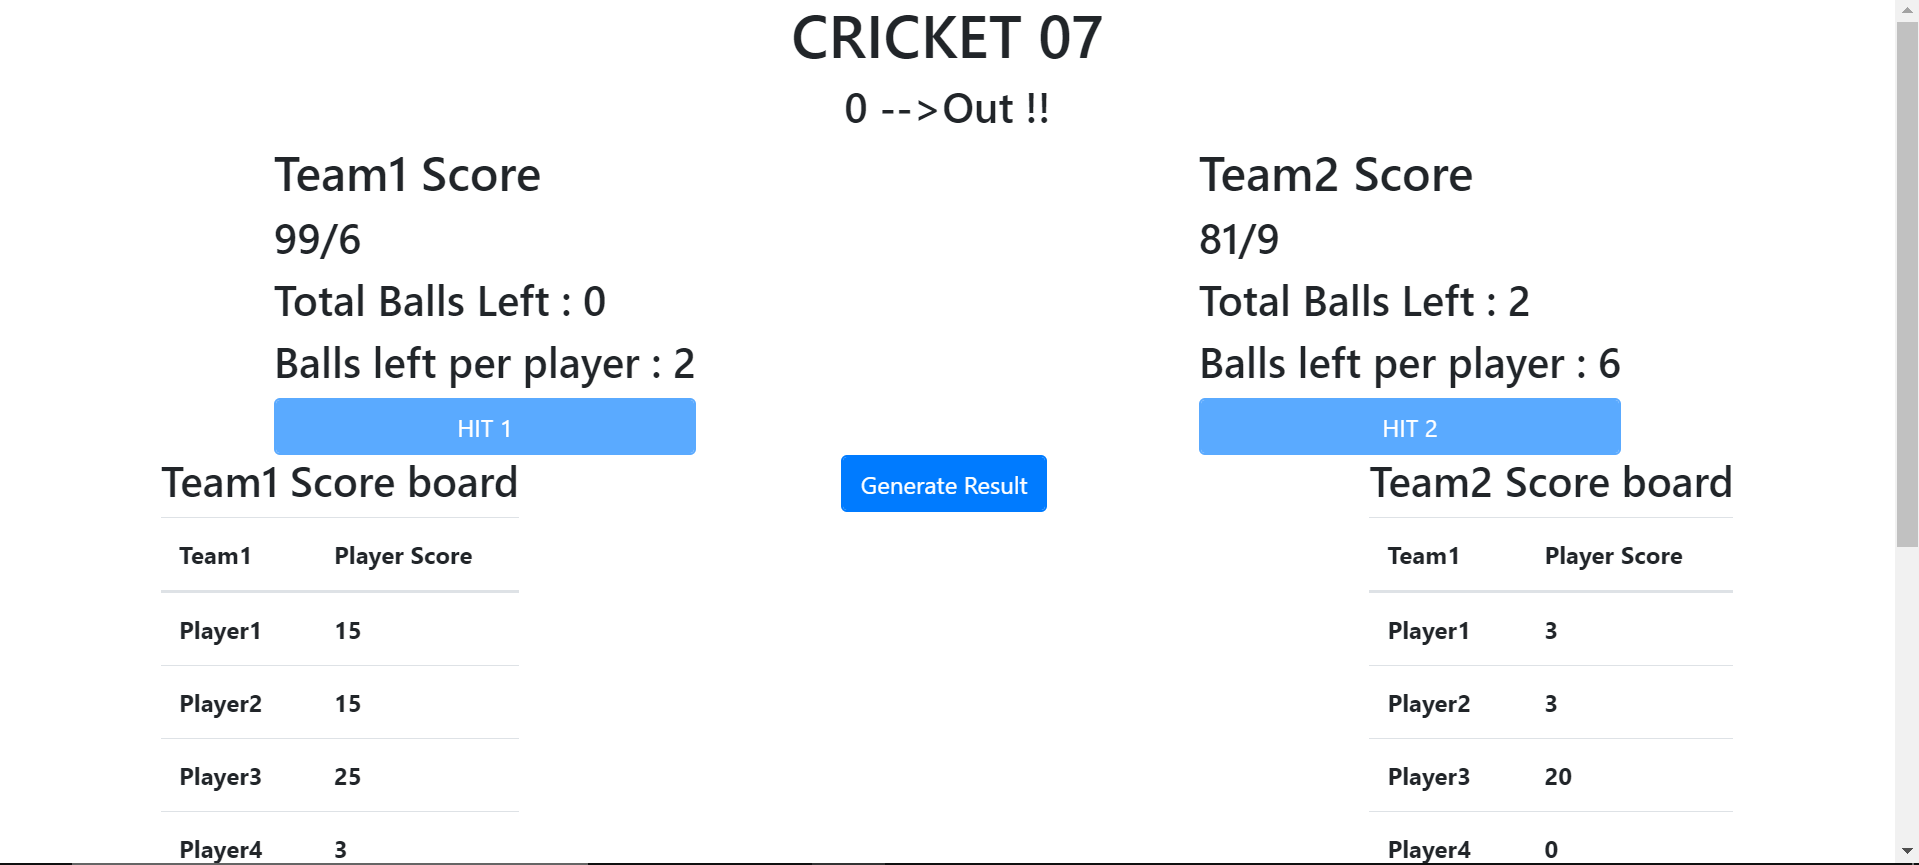 CRICKET 07
0 -->Out !!
Team1 Score
99/6
Total Balls Left : 0
Balls left per player : 2
HIT 1
Team2 Score
81/9
Total Balls Left : 2
Balls left per player : 6
HIT 2
Generate Result
Team1 Score board
Team1 Player Score
Player1 15
Player2 15
Player3 25
Player4 3
Team2 Score board
Team1 Player Score
Player1 3
Player2 3
Player3 20
Player4 0